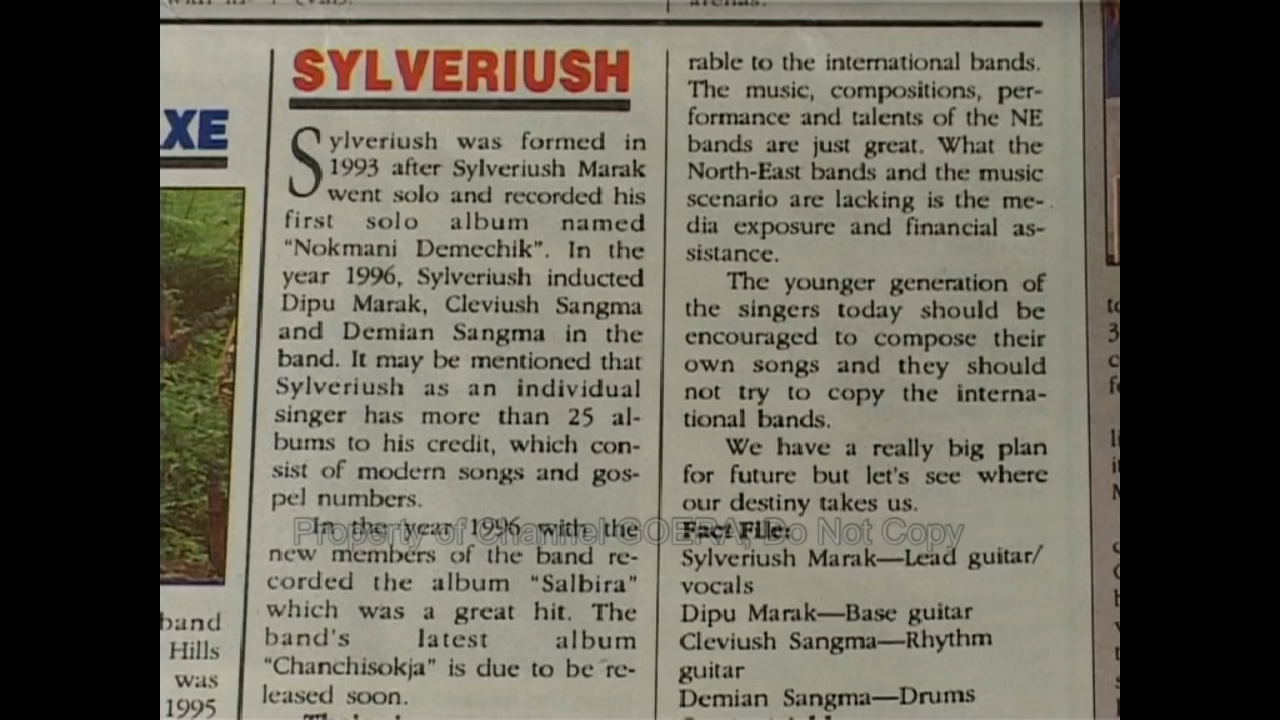 XE
band
Hills
was
1995
SYLVERIUSH
Sylveriush was formed in
1993 after Sylveriush Marak
went solo and recorded his
first solo album named
“Nokmani Demechik”. In the
year 1996, Sylveriush inducted
Dipu Marak, Cleviush Sangma
and Demian Sangma in the
band. It may be mentioned that
Sylveriush as an individual
singer has more than 25 al-
bums to his credit, which con-
sist of modern songs and gos-
pel numbers.
In the year 1996 with the
new members of the band re-
corded the album “Salbira”
which was a great hit. The
band's latest album
“Chanchisokja” is due to be re-
leased soon.
arenas.
rable to the international bands.
The music, compositions, per-
formance and talents of the NE
bands are just great. What the
North-East bands and the music
scenario are lacking is the me-
dia exposure and financial as-
sistance.
The younger generation of
the singers today should be
encouraged to compose their
own songs and they should
not try to copy the interna-
tional bands.
We have a really big plan
for future but let's see where
our destiny takes us.
Fact File:
Sylveriush Marak—Lead guitar/
vocals
Dipu Marak—Base guitar
Cleviush Sangma—Rhythm
guitar
Demian Sangma—Drums
Property of Channel GOERA, Do Not Copy